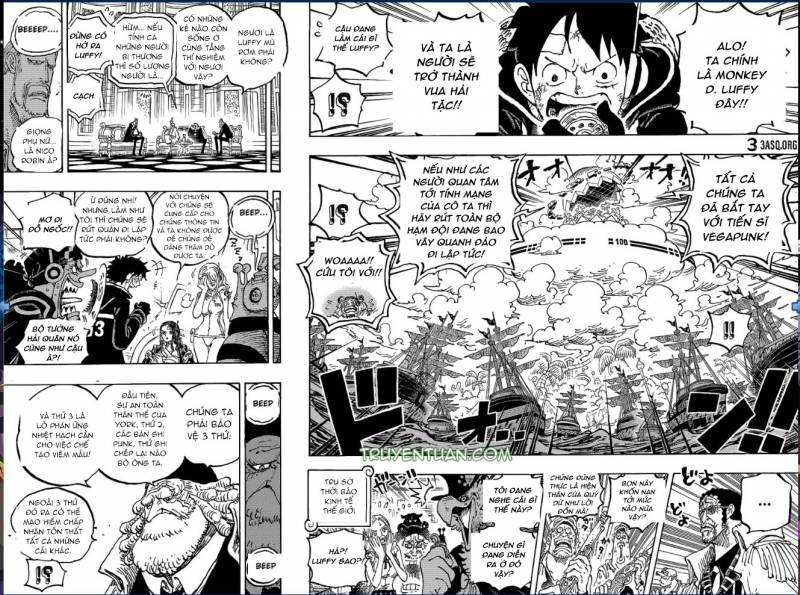 ALO!
TA CHÍNH
LÀ MONKEY
D. LUFFY
ĐÂY!!
VÀ TA LÀ
NGƯỜI SẼ
TRỞ THÀNH
VUA HẢI
TẶC!!
CẬU ĐANG
LÀM CÁI GÌ
THẾ LUFFY?
!?
3 3ASQ.ORG
TẤT CẢ
CHÚNG TA
ĐÃ BẮT TAY
VỚI TIẾN SĨ
VEGAPUNK!
NẾU NHƯ CÁC
NGƯỜI QUAN TÂM
TỚI TÍNH MẠNG
CỦA CÔ TA THÌ
HÃY RÚT TOÀN BỘ
HẠM ĐỘI ĐANG BAO
VÂY QUANH ĐẢO
ĐI LẬP TỨC!
!?
WOAAAA!!
CỨU TÔI VỚI!!
100
!!
ドオオン!!
TRUYENTUAN.COM
...
BỌN NÀY
KHỐN NẠN
TỚI MỨC
NÀO NỮA
VẬY?
CHÚNG ĐÚNG
THỰC LÀ HIỆN
THÂN CỦA QUỶ
DỮ NHƯ LỜI
ĐỒN MÀ!
TÔI ĐANG
NGHE CÁI GÌ
THẾ NÀY?
CHUYỆN GÌ
ĐANG DIỄN
RA Ở ĐÓ
VẬY?
TRỤ SỞ
THỜI BÁO
KINH TẾ
THẾ GIỚI
HẢ?!
LUFFY SAO?!
NGƯƠI LÀ
LUFFY MŨ
RƠM PHẢI
KHÔNG?
CÓ NHỮNG
KẺ NÀO CÒN
SỐNG Ở
CÙNG TẦNG
THÍ NGHIỆM
VỚI NGƯƠI VẬY?
HỪM... NẾU
TÍNH CẢ
NHỮNG NGƯỜI
BỊ THƯƠNG
THÌ SỐ LƯỢNG
NGƯỜI LÀ...
ĐỪNG CÓ
HỞ RA
LUFFY!
CẠCH
BEEEEP....
GIỌNG
PHỤ NỮ...
LÀ NICO
ROBIN À?
BEEP...
NÓI
CHUYỆN VỚI
CHÚNG SẼ
CUNG CẤP CHO
CHÚNG THÔNG TIN
VÀ TA KHÔNG
ĐƯỢC ĐỂ
CHÚNG DỄ
DÀNG THĂM DÒ
ĐƯỢC TA.
Ừ ĐÚNG NHỈ!
NHƯNG LÀM NHƯ
TÔI THÌ CHÚNG SẼ
RÚT QUÂN ĐI LẬP
TỨC PHẢI KHÔNG?
MƠ ĐI
ĐỒ NGỐC!!
BỘ TƯỚNG
HẢI QUÂN NÓ
CŨNG NHƯ CẬU
À?!
BEEP
BEEP
CHÚNG TA
PHẢI BẢO
VỆ 3 THỨ:
ĐẦU TIÊN,
SỰ AN TOÀN
THÂN THỂ CỦA
YORK, THỨ 2,
CÁC BẢN GHI
PUNK, THỨ GHI
CHÉP LẠI NÃO
BỘ ÔNG TA.
VÀ THỨ 3 LÀ
LÒ PHẢN ỨNG
NHIỆT HẠCH CẦN
CHO VIỆC CHẾ
TẠO VIÊM MẪU!
NGOÀI 3 THỨ
ĐÓ RA CÓ THỂ
MẠO HIỂM CHẤP
NHẬN TỔN THẤT
TẤT CẢ NHỮNG
CÁI KHÁC.
!?